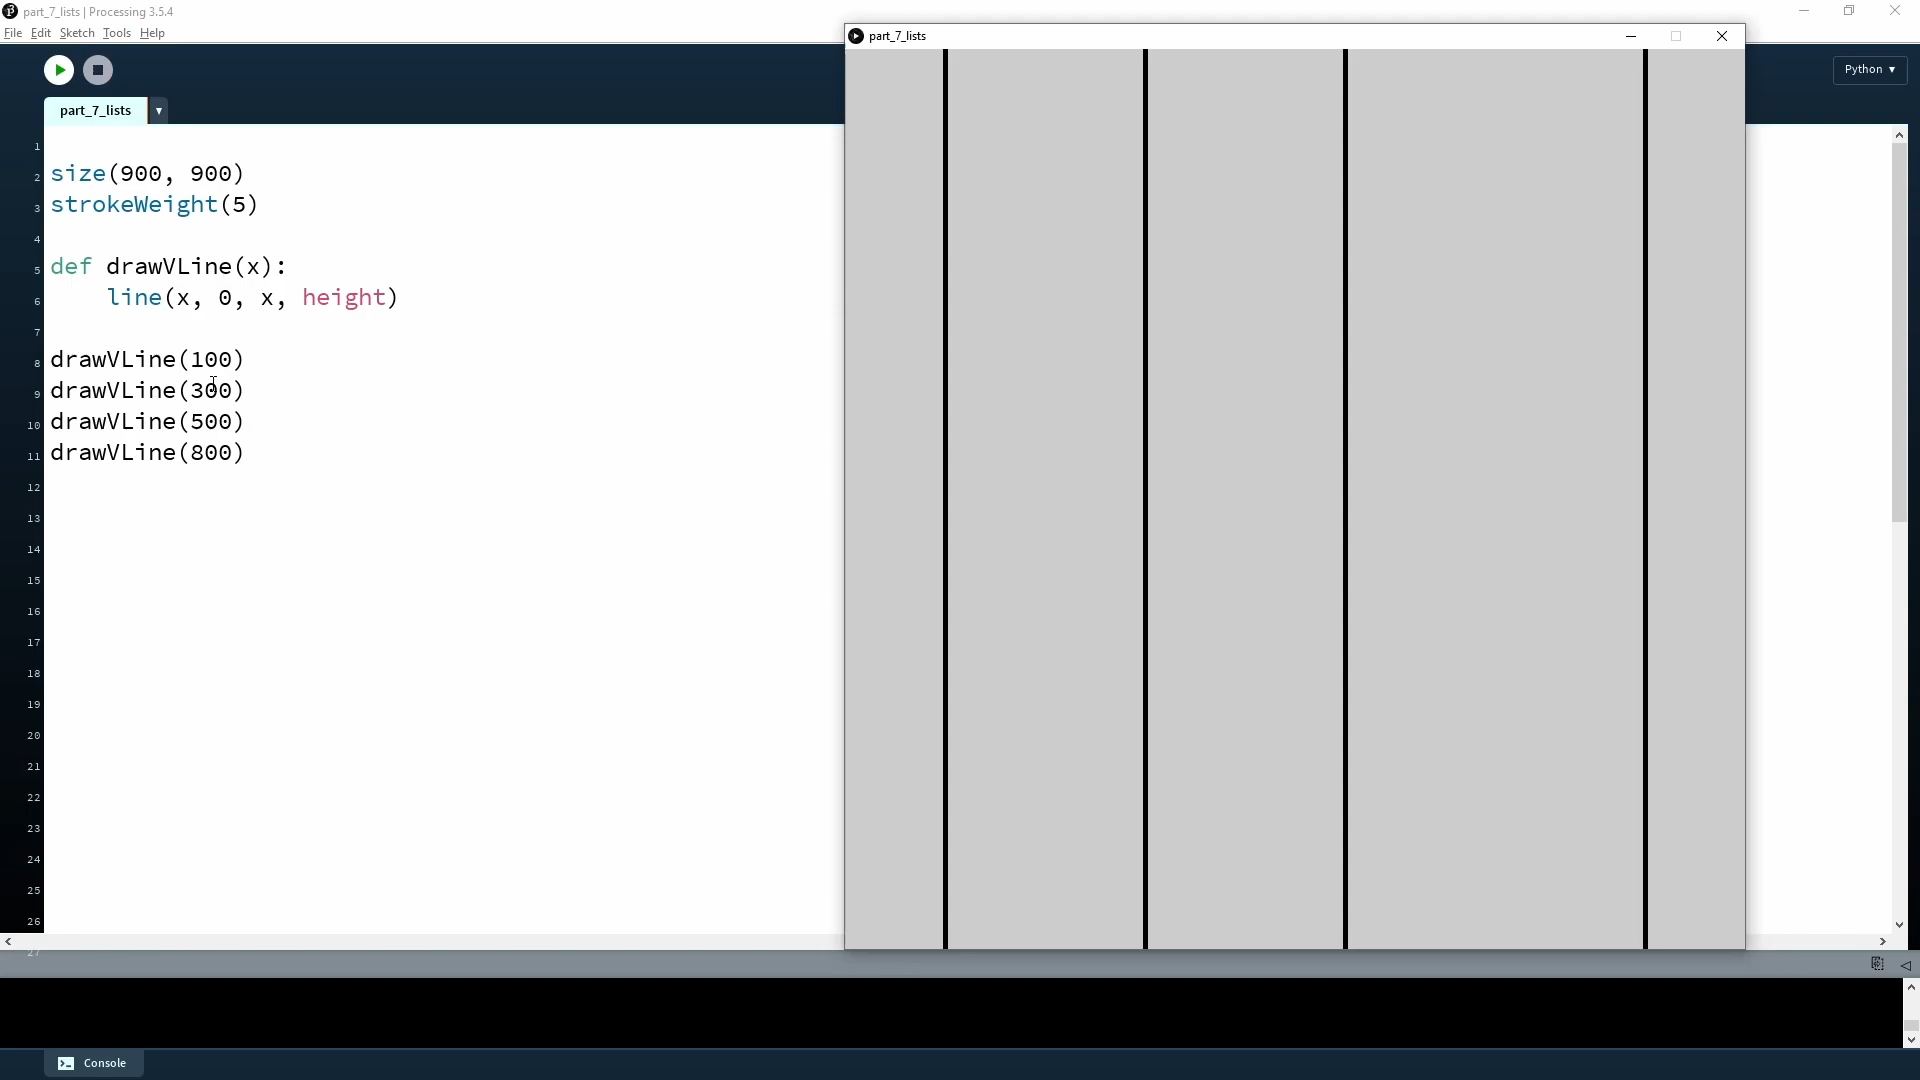 part_7_lists | Processing 3.5.4
File Edit Sketch Tools Help
part_7_lists
Python ▾
part_7_lists ▾
1
2 size(900, 900)
3 strokeWeight(5)
4
5 def drawVLine(x):
6     line(x, 0, x, height)
7
8 drawVLine(100)
9 drawVLine(300)
10 drawVLine(500)
11 drawVLine(800)
12
13
14
15
16
17
18
19
20
21
22
23
24
25
26
27
Console